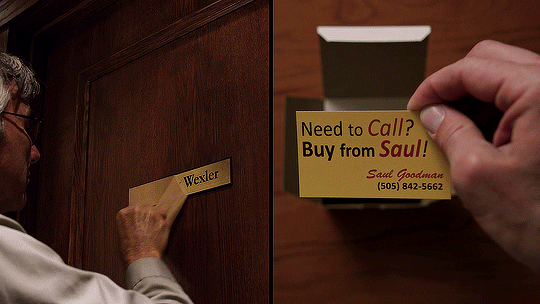 Wexler
Need to Call?
Buy from Saul!
Saul Goodman
(505) 842-5662